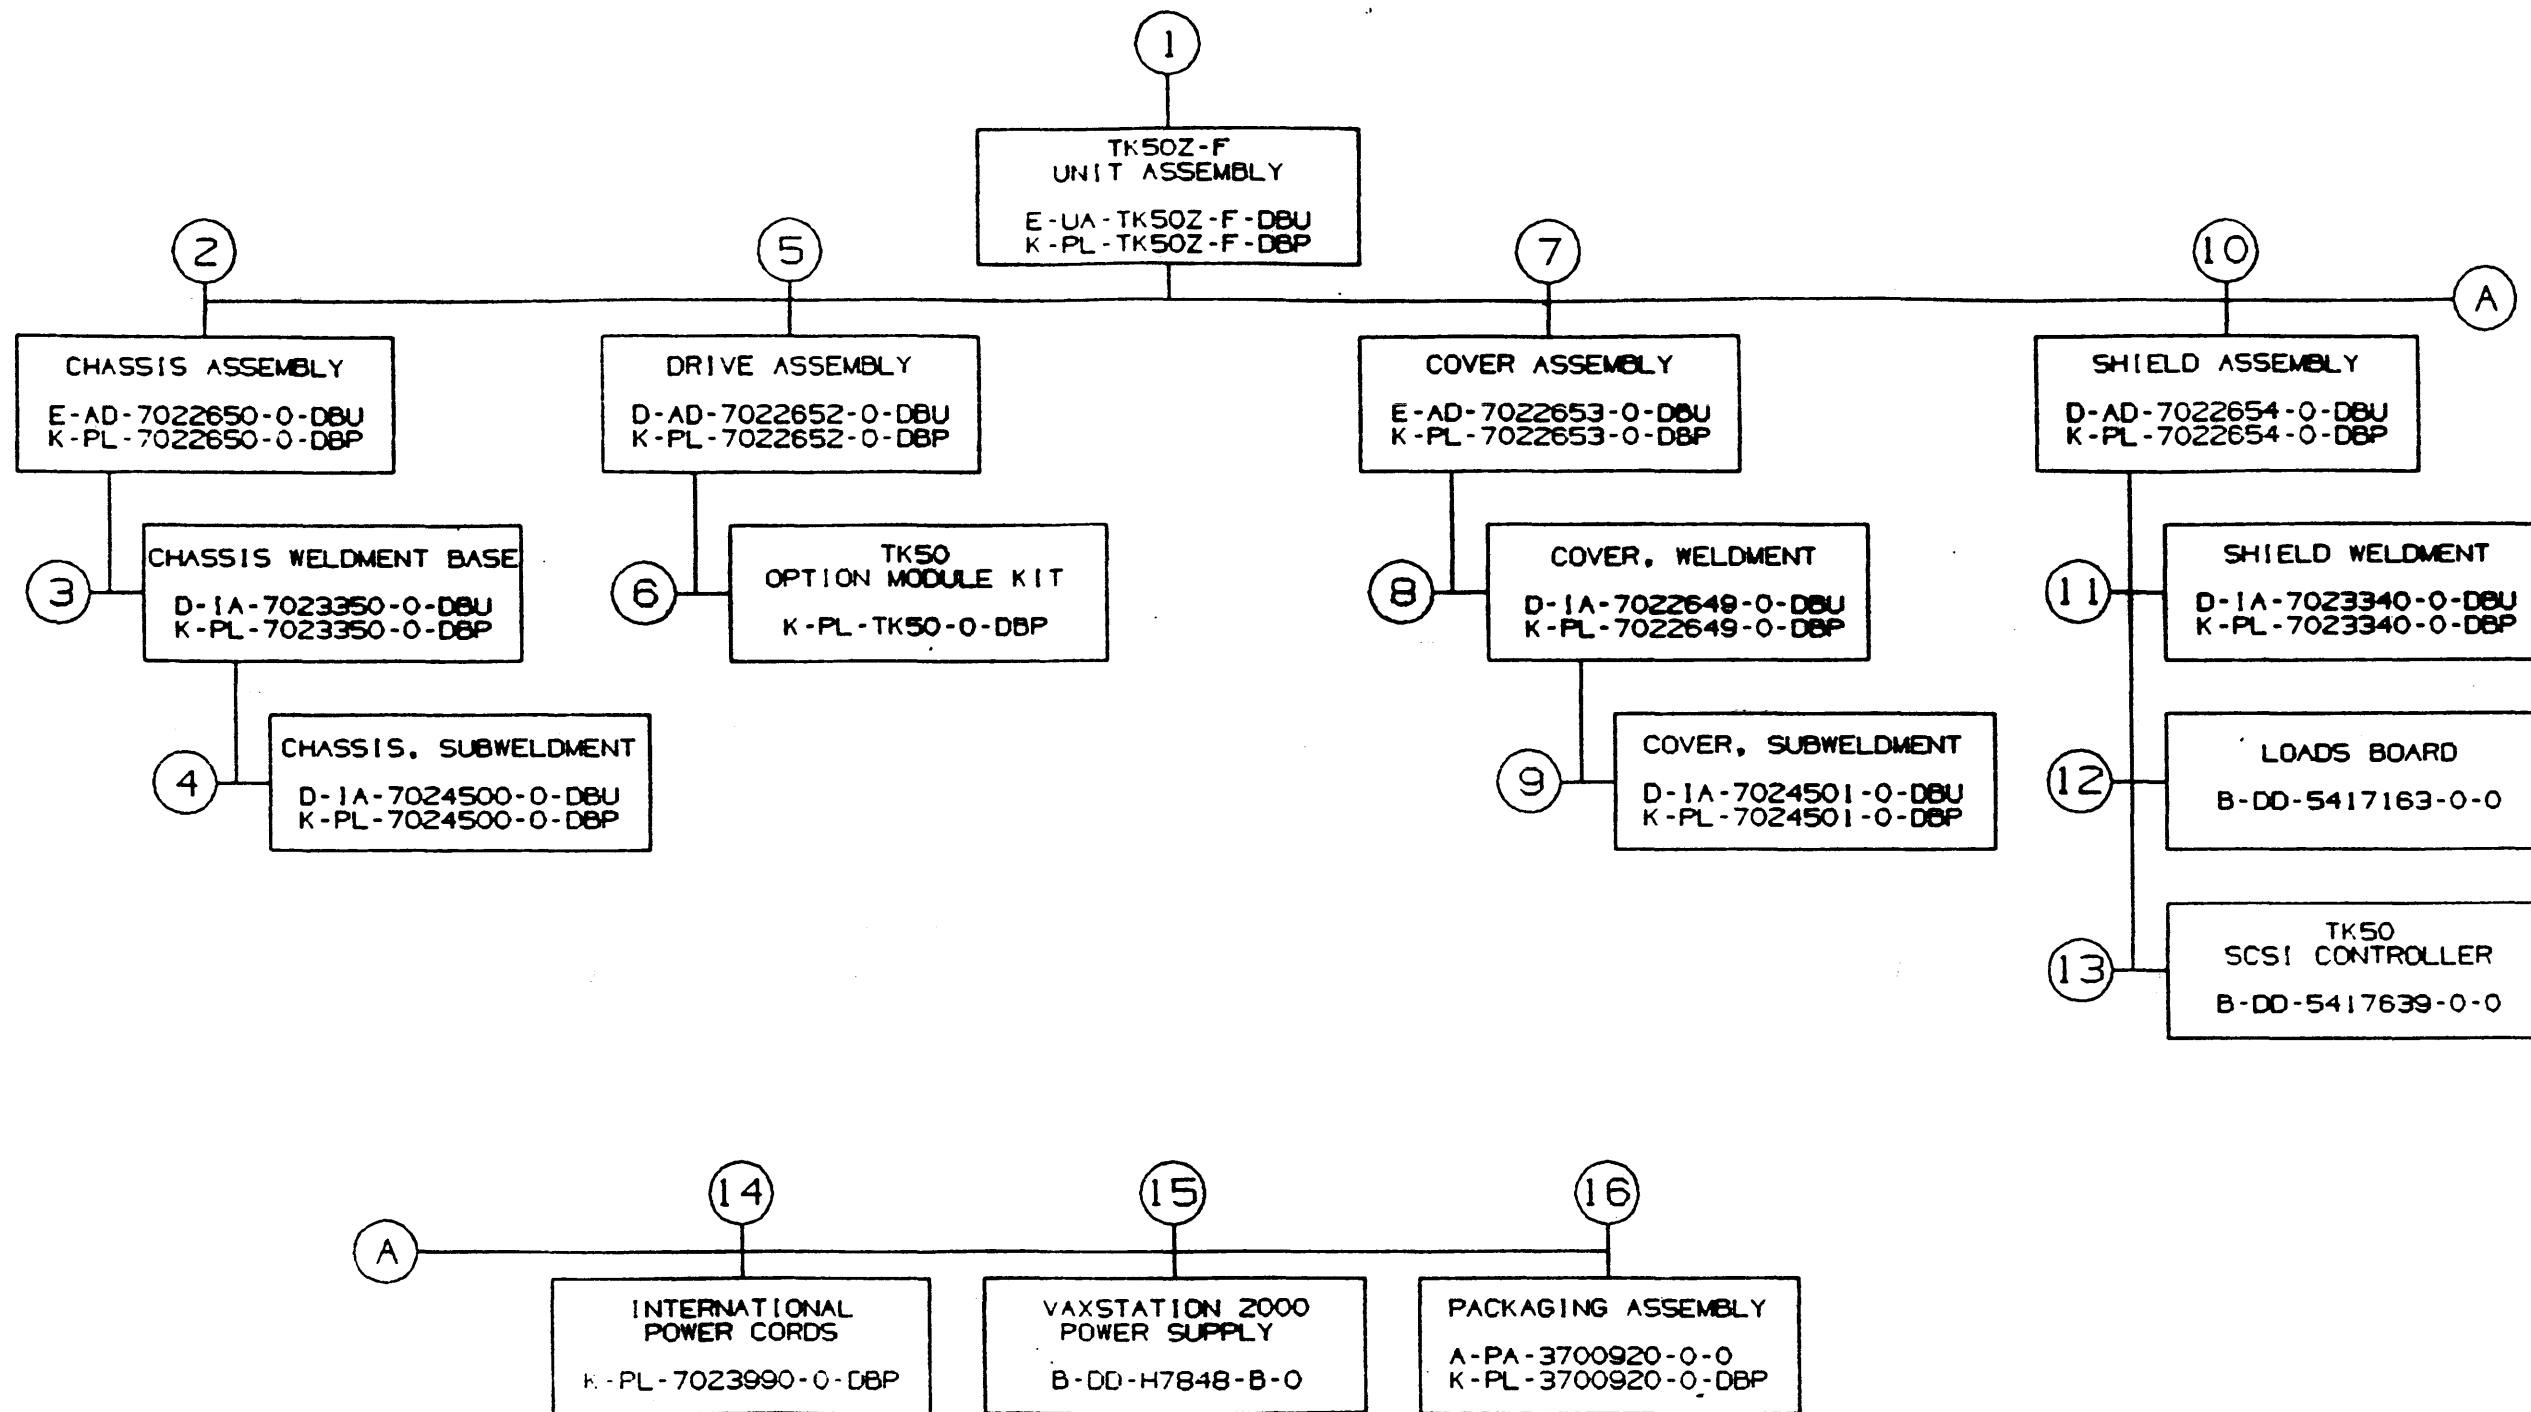 1
TK50Z-F
UNIT ASSEMBLY
E-UA-TK50Z-F-DBU
K-PL-TK50Z-F-DBP
2
5
7
10
A
CHASSIS ASSEMBLY
E-AD-7022650-0-DBU
K-PL-7022650-0-DBP
DRIVE ASSEMBLY
D-AD-7022652-0-DBU
K-PL-7022652-0-DBP
COVER ASSEMBLY
E-AD-7022653-0-DBU
K-PL-7022653-0-DBP
SHIELD ASSEMBLY
D-AD-7022654-0-DBU
K-PL-7022654-0-DBP
3
CHASSIS WELDMENT BASE
D-IA-7023350-0-DBU
K-PL-7023350-0-DBP
6
TK50
OPTION MODULE KIT
K-PL-TK50-0-DBP
8
COVER, WELDMENT
D-IA-7022649-0-DBU
K-PL-7022649-0-DBP
11
SHIELD WELDMENT
D-IA-7023340-0-DBU
K-PL-7023340-0-DBP
4
CHASSIS, SUBWELDMENT
D-IA-7024500-0-DBU
K-PL-7024500-0-DBP
9
COVER, SUBWELDMENT
D-IA-7024501-0-DBU
K-PL-7024501-0-DBP
12
LOADS BOARD
B-DD-5417163-0-0
13
TK50
SCSI CONTROLLER
B-DD-5417639-0-0
A
14
INTERNATIONAL
POWER CORDS
K-PL-7023990-0-DBP
15
VAXSTATION 2000
POWER SUPPLY
B-DD-H7848-B-0
16
PACKAGING ASSEMBLY
A-PA-3700920-0-0
K-PL-3700920-0-DBP